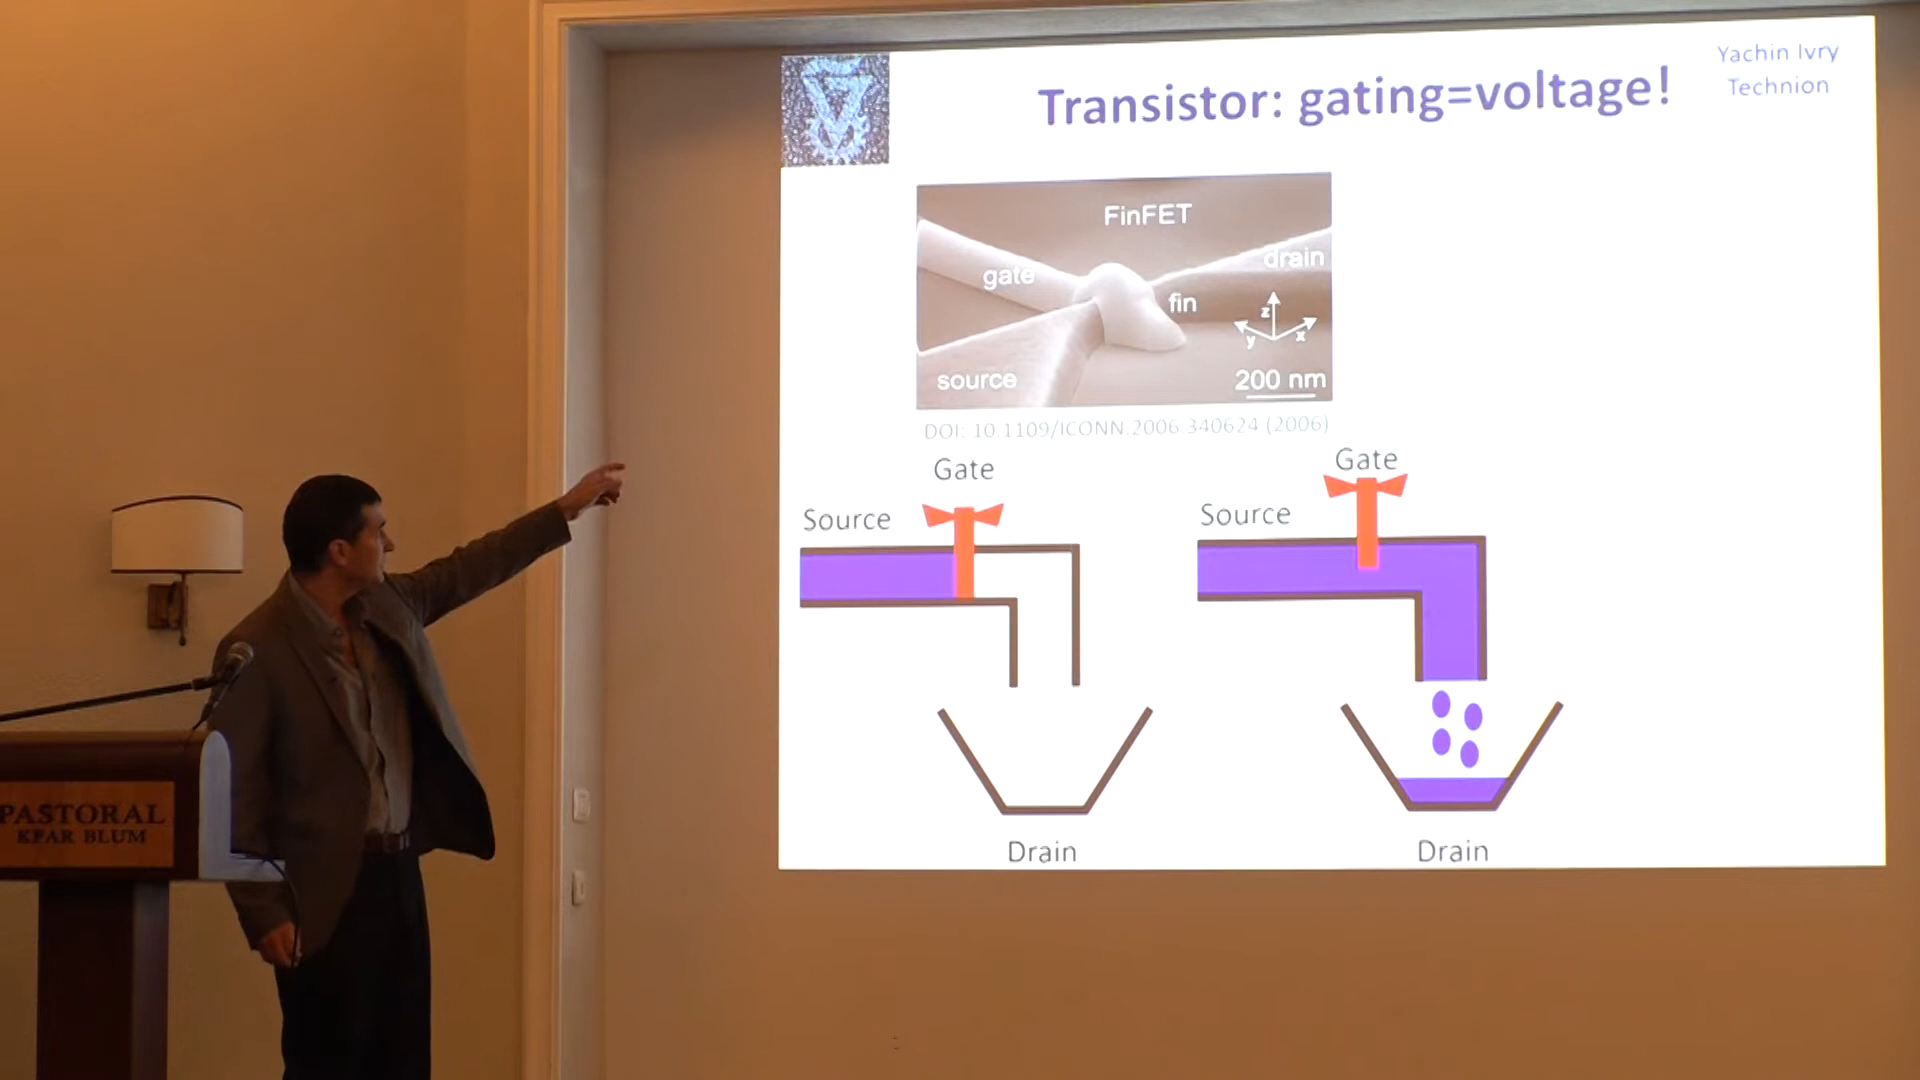 Yachin Ivry
Technion
Transistor: gating=voltage!
FinFET
gate
drain
fin
z
y
x
source
200 nm
DOI: 10.1109/ICONN.2006.340624 (2006)
Gate
Gate
Source
Source
Drain
Drain
PASTORAL
KFAR BLUM